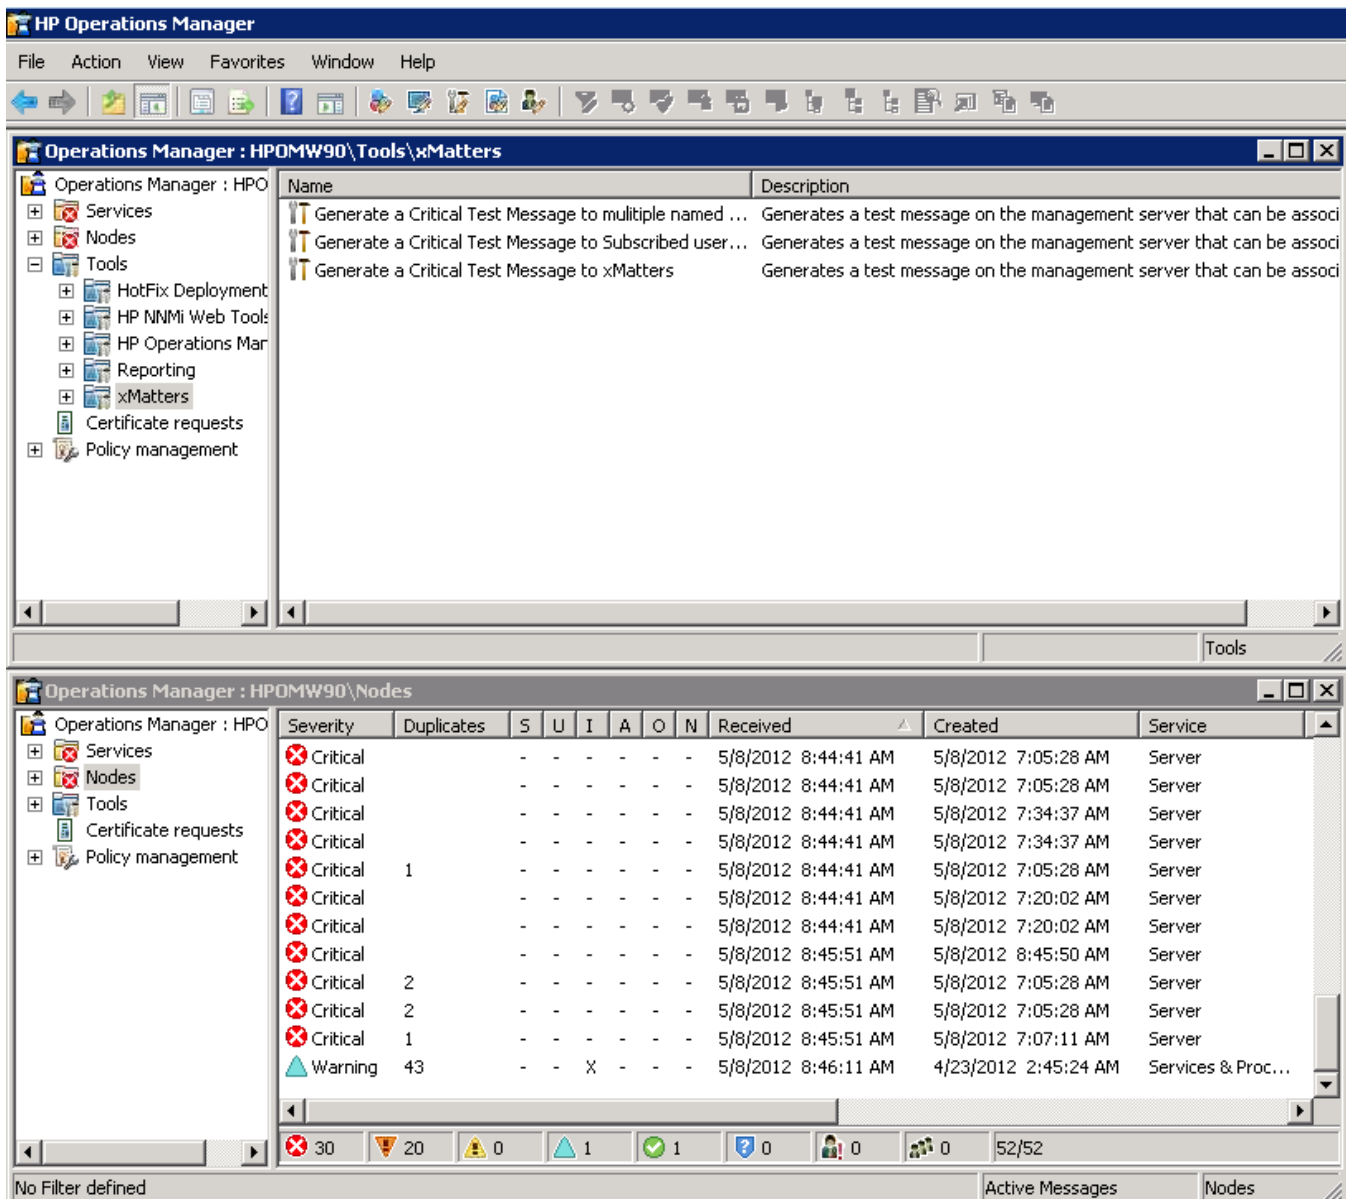 HP Operations Manager
File Action View Favorites Window Help
Operations Manager : HPOMW90\Tools\xMatters
Operations Manager : HPO
Services
Nodes
Tools
HotFix Deployment
HP NNMi Web Tools
HP Operations Mar
Reporting
xMatters
Certificate requests
Policy management
Name Description
Generate a Critical Test Message to mulitiple named ... Generates a test message on the management server that can be associ
Generate a Critical Test Message to Subscribed user... Generates a test message on the management server that can be associ
Generate a Critical Test Message to xMatters Generates a test message on the management server that can be associ
Tools
Operations Manager : HPOMW90\Nodes
Operations Manager : HPO
Services
Nodes
Tools
Certificate requests
Policy management
Severity Duplicates S U I A O N Received Created Service
Critical - - - - - - 5/8/2012 8:44:41 AM 5/8/2012 7:05:28 AM Server
Critical - - - - - - 5/8/2012 8:44:41 AM 5/8/2012 7:05:28 AM Server
Critical - - - - - - 5/8/2012 8:44:41 AM 5/8/2012 7:34:37 AM Server
Critical - - - - - - 5/8/2012 8:44:41 AM 5/8/2012 7:34:37 AM Server
Critical 1 - - - - - - 5/8/2012 8:44:41 AM 5/8/2012 7:05:28 AM Server
Critical - - - - - - 5/8/2012 8:44:41 AM 5/8/2012 7:20:02 AM Server
Critical - - - - - - 5/8/2012 8:44:41 AM 5/8/2012 7:20:02 AM Server
Critical - - - - - - 5/8/2012 8:45:51 AM 5/8/2012 8:45:50 AM Server
Critical 2 - - - - - - 5/8/2012 8:45:51 AM 5/8/2012 7:05:28 AM Server
Critical 2 - - - - - - 5/8/2012 8:45:51 AM 5/8/2012 7:05:28 AM Server
Critical 1 - - - - - - 5/8/2012 8:45:51 AM 5/8/2012 7:07:11 AM Server
Warning 43 - - X - - - 5/8/2012 8:46:11 AM 4/23/2012 2:45:24 AM Services & Proc...
30 20 0 1 1 0 0 0 52/52
No Filter defined Active Messages Nodes